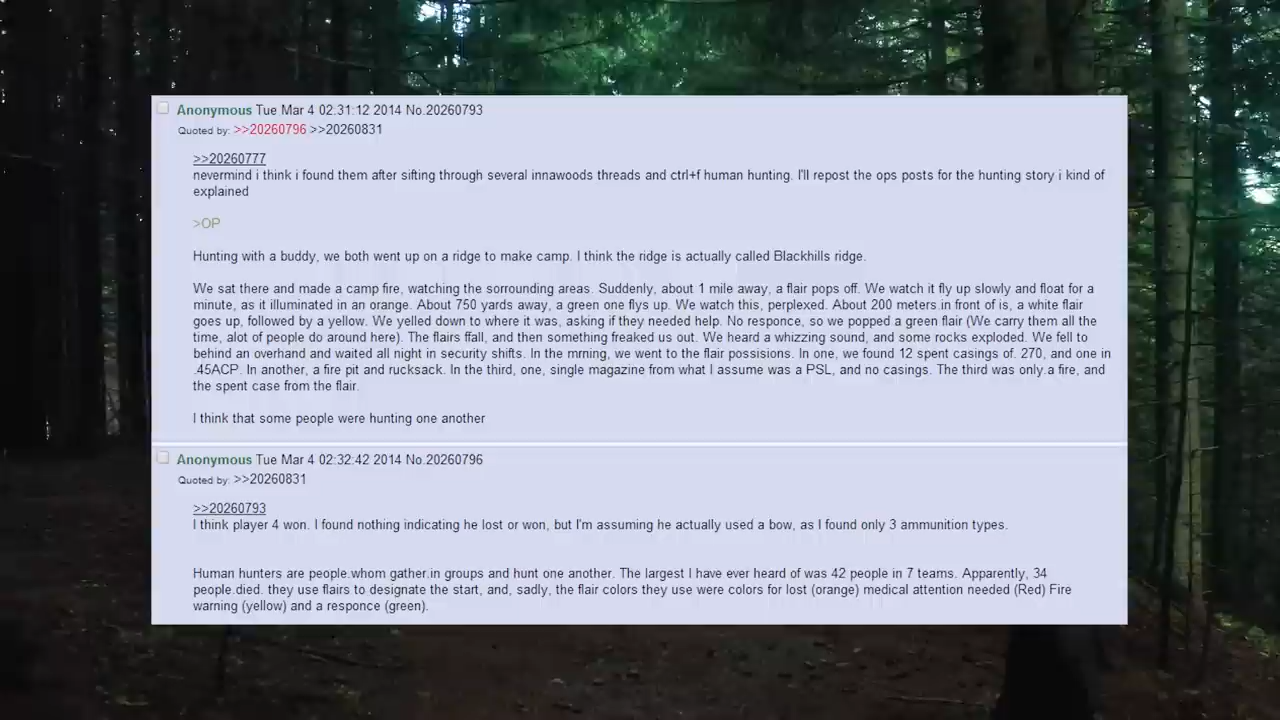 Anonymous Tue Mar 4 02:31:12 2014 No.20260793
Quoted by: >>20260796 >>20260831
>>20260777
nevermind i think i found them after sifting through several innawoods threads and ctrl+f human hunting. I'll repost the ops posts for the hunting story i kind of
explained
>OP
Hunting with a buddy, we both went up on a ridge to make camp. I think the ridge is actually called Blackhills ridge.
We sat there and made a camp fire, watching the sorrounding areas. Suddenly, about 1 mile away, a flair pops off. We watch it fly up slowly and float for a
minute, as it illuminated in an orange. About 750 yards away, a green one flys up. We watch this, perplexed. About 200 meters in front of is, a white flair
goes up, followed by a yellow. We yelled down to where it was, asking if they needed help. No responce, so we popped a green flair (We carry them all the
time, alot of people do around here). The flairs ffall, and then something freaked us out. We heard a whizzing sound, and some rocks exploded. We fell to
behind an overhand and waited all night in security shifts. In the mrning, we went to the flair possisions. In one, we found 12 spent casings of. 270, and one in
.45ACP. In another, a fire pit and rucksack. In the third, one, single magazine from what I assume was a PSL, and no casings. The third was only.a fire, and
the spent case from the flair.
I think that some people were hunting one another
Anonymous Tue Mar 4 02:32:42 2014 No.20260796
Quoted by: >>20260831
>>20260793
I think player 4 won. I found nothing indicating he lost or won, but I'm assuming he actually used a bow, as I found only 3 ammunition types.
Human hunters are people.whom gather.in groups and hunt one another. The largest I have ever heard of was 42 people in 7 teams. Apparently, 34
people.died. they use flairs to designate the start, and, sadly, the flair colors they use were colors for lost (orange) medical attention needed (Red) Fire
warning (yellow) and a responce (green).